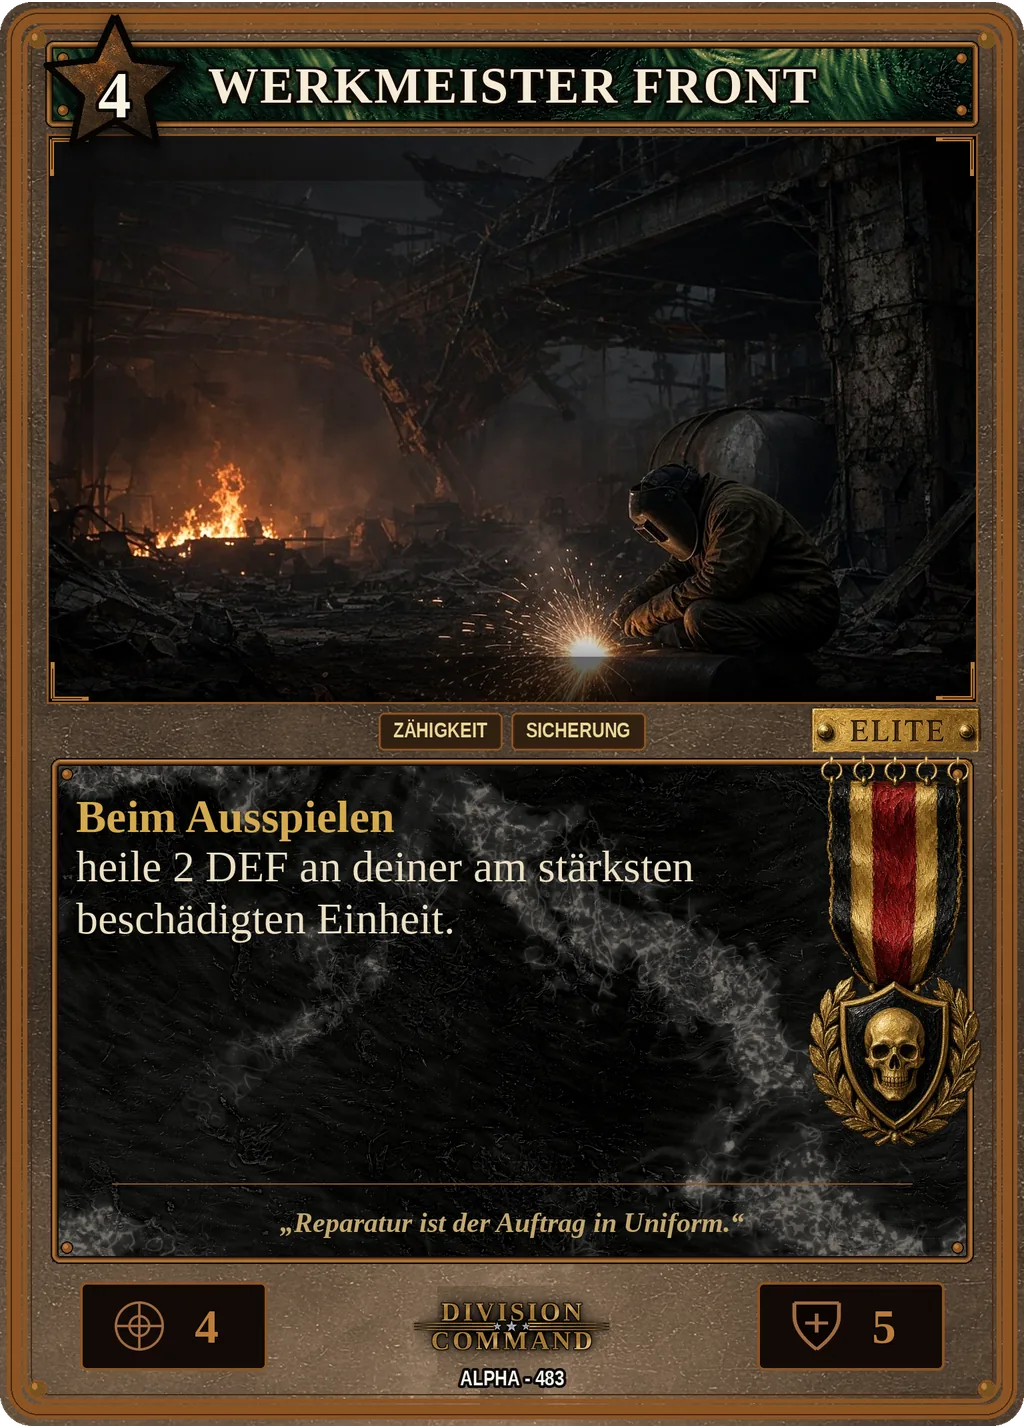 4
WERKMEISTER FRONT
ZÄHIGKEIT
SICHERUNG
ELITE
Beim Ausspielen
heile 2 DEF an deiner am stärksten
beschädigten Einheit.
„Reparatur ist der Auftrag in Uniform.“
4
DIVISION
COMMAND
5
ALPHA - 483